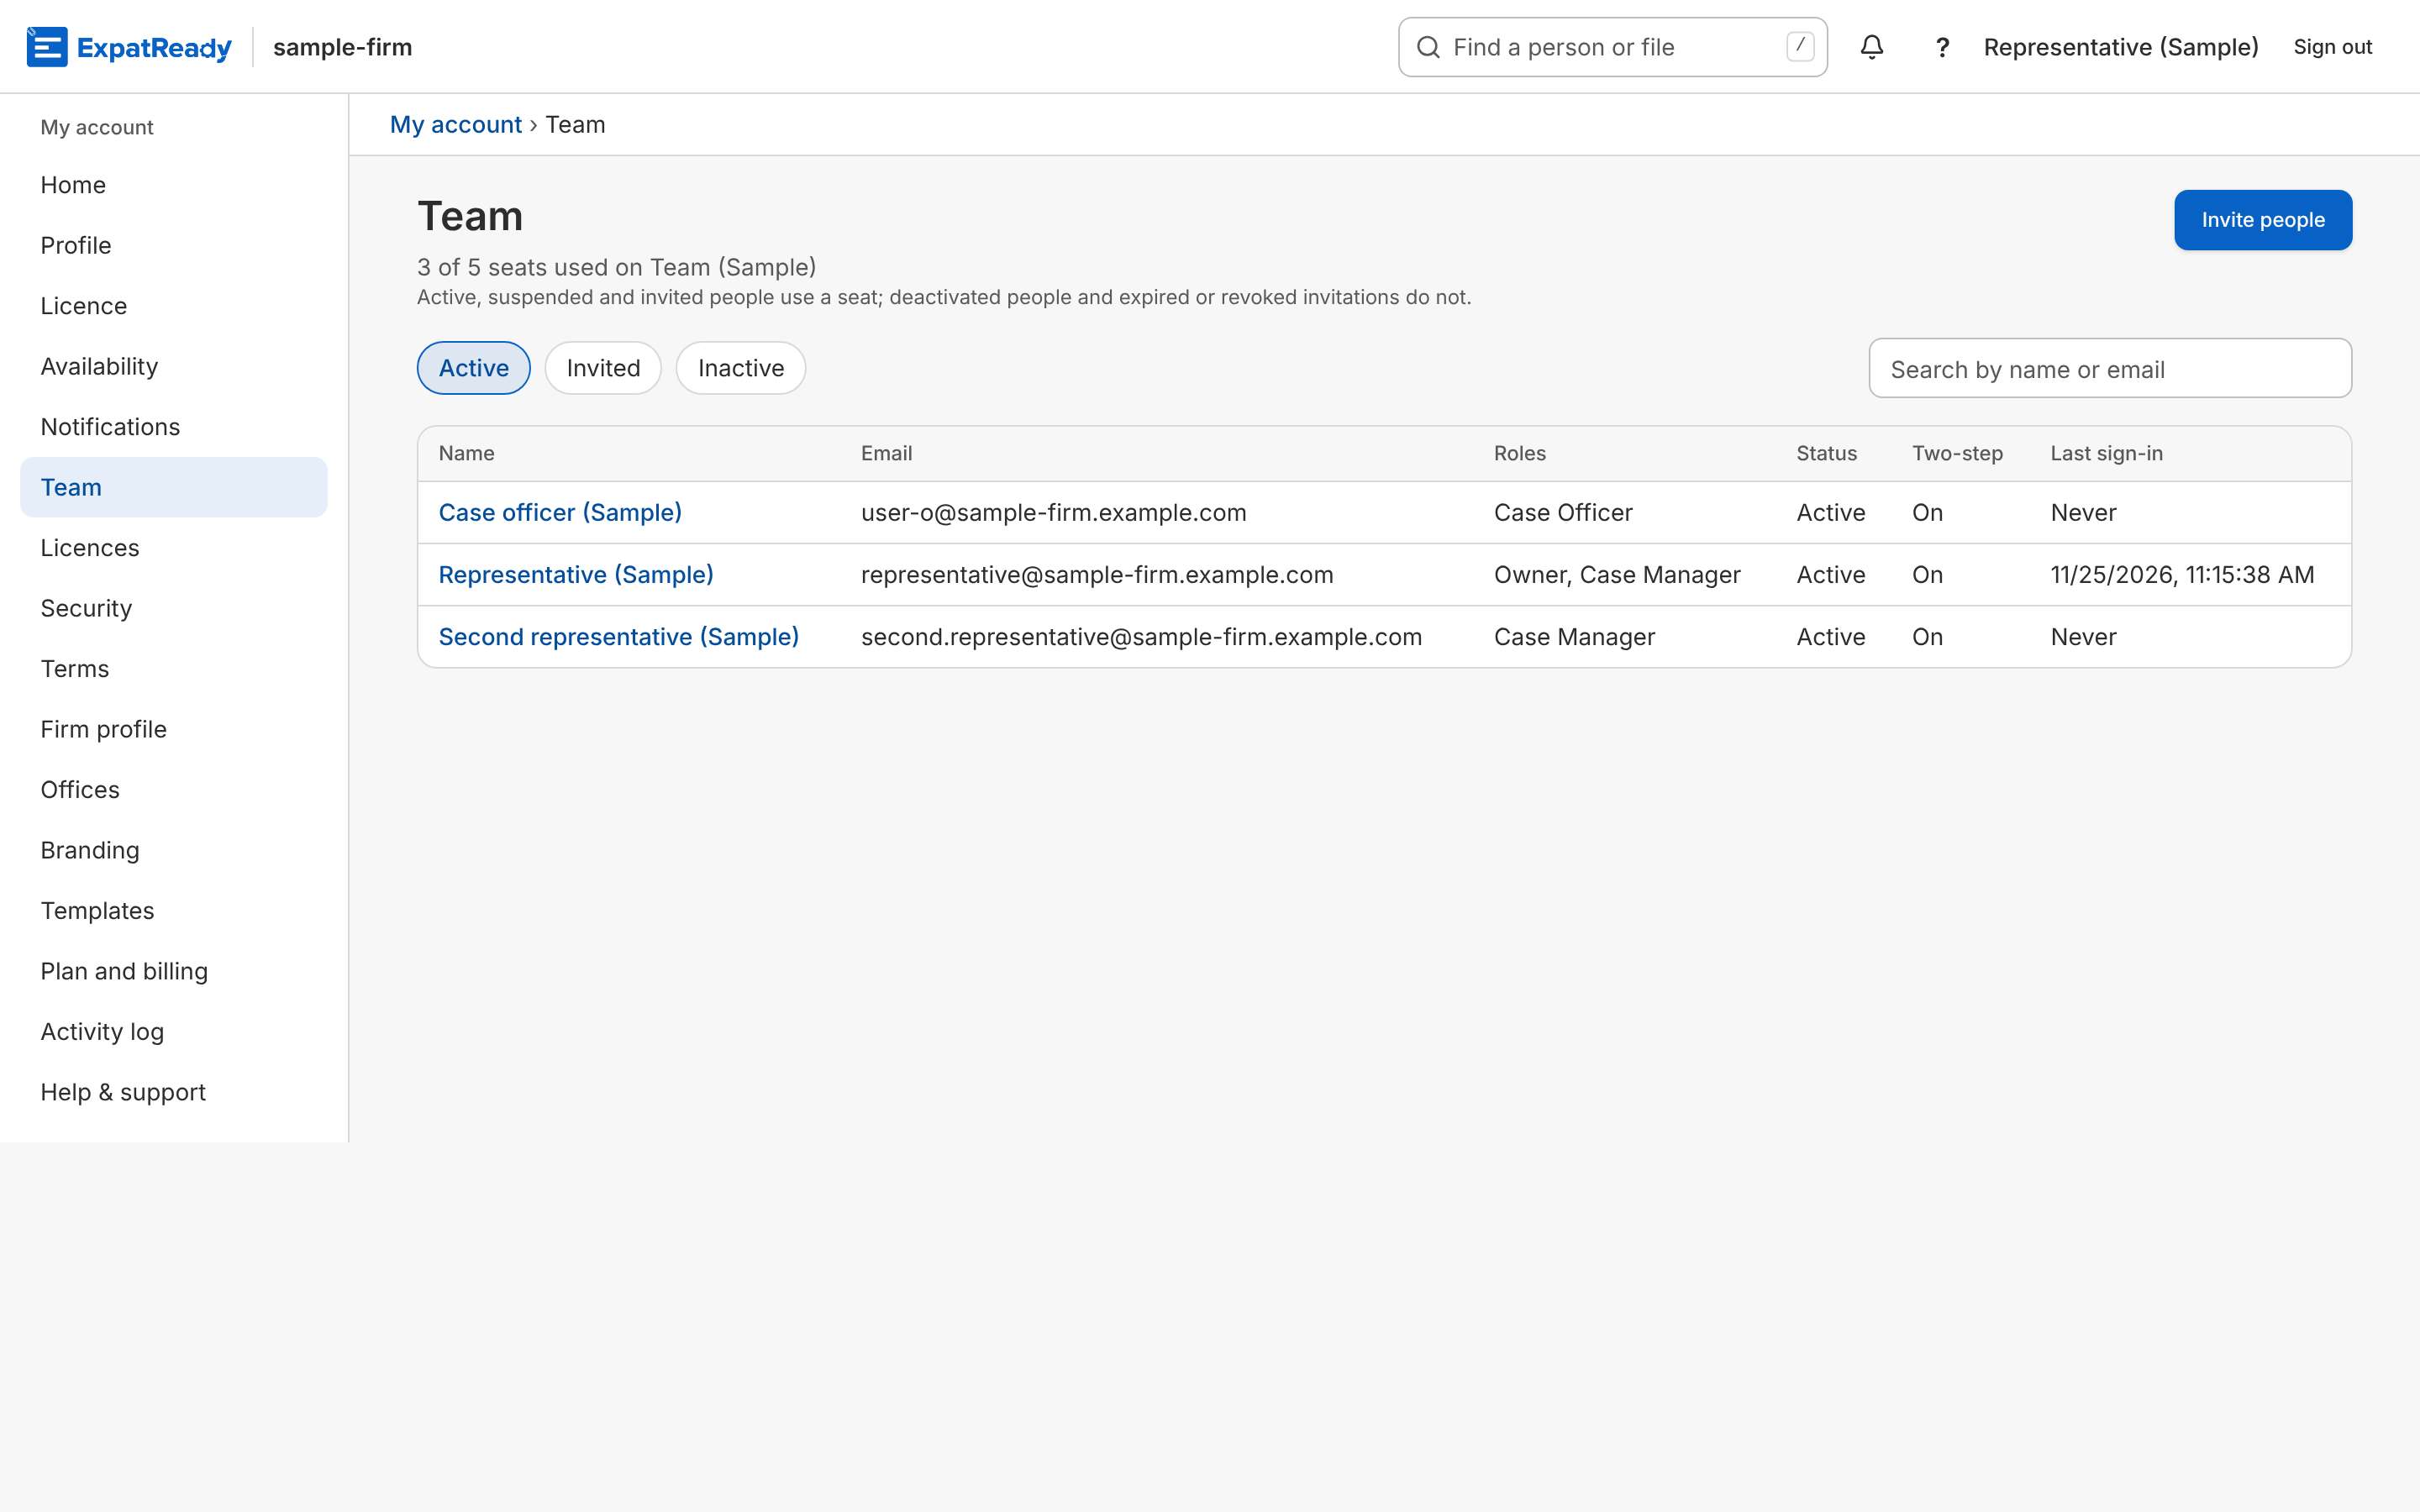 ExpatReady
sample-firm
Find a person or file
/
?
Representative (Sample)
Sign out
My account
Home
Profile
Licence
Availability
Notifications
Team
Licences
Security
Terms
Firm profile
Offices
Branding
Templates
Plan and billing
Activity log
Help & support
My account › Team
Team
Invite people
3 of 5 seats used on Team (Sample)
Active, suspended and invited people use a seat; deactivated people and expired or revoked invitations do not.
Active Invited Inactive
Search by name or email
Name Email Roles Status Two-step Last sign-in
Case officer (Sample) user-o@sample-firm.example.com Case Officer Active On Never
Representative (Sample) representative@sample-firm.example.com Owner, Case Manager Active On 11/25/2026, 11:15:38 AM
Second representative (Sample) second.representative@sample-firm.example.com Case Manager Active On Never